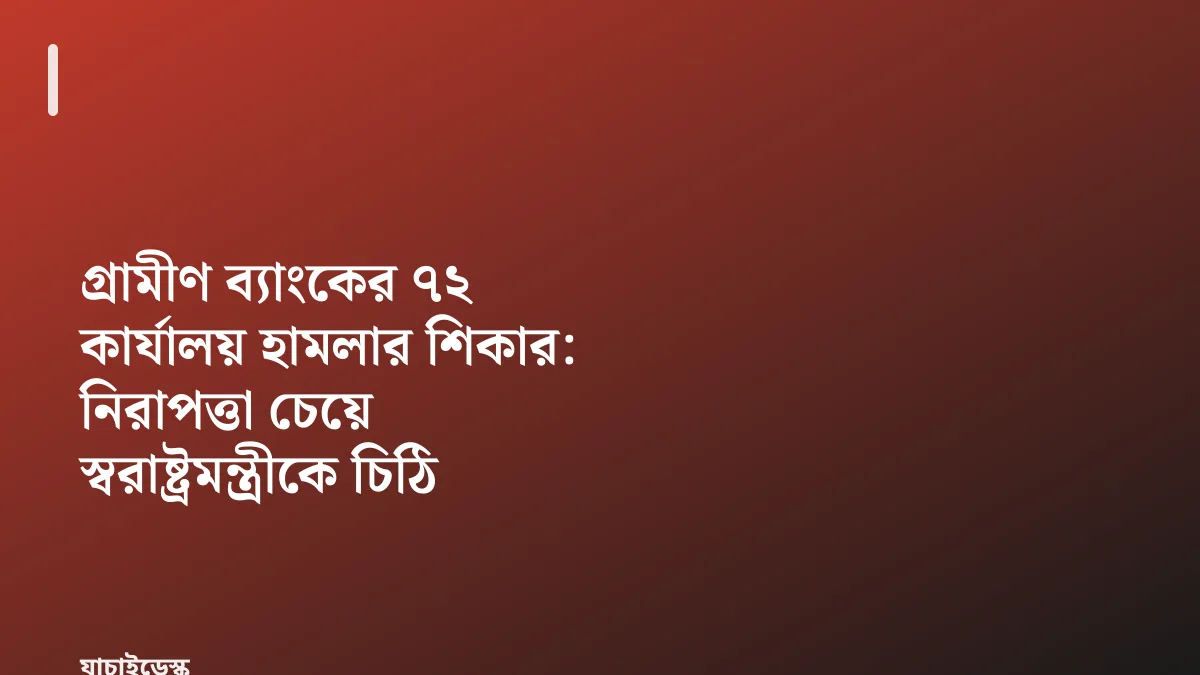 গ্রামীণ ব্যাংকের ৭২
কার্যালয় হামলার শিকার:
নিরাপত্তা চেয়ে
স্বরাষ্ট্রমন্ত্রীকে চিঠি
যাচাইডেস্ক